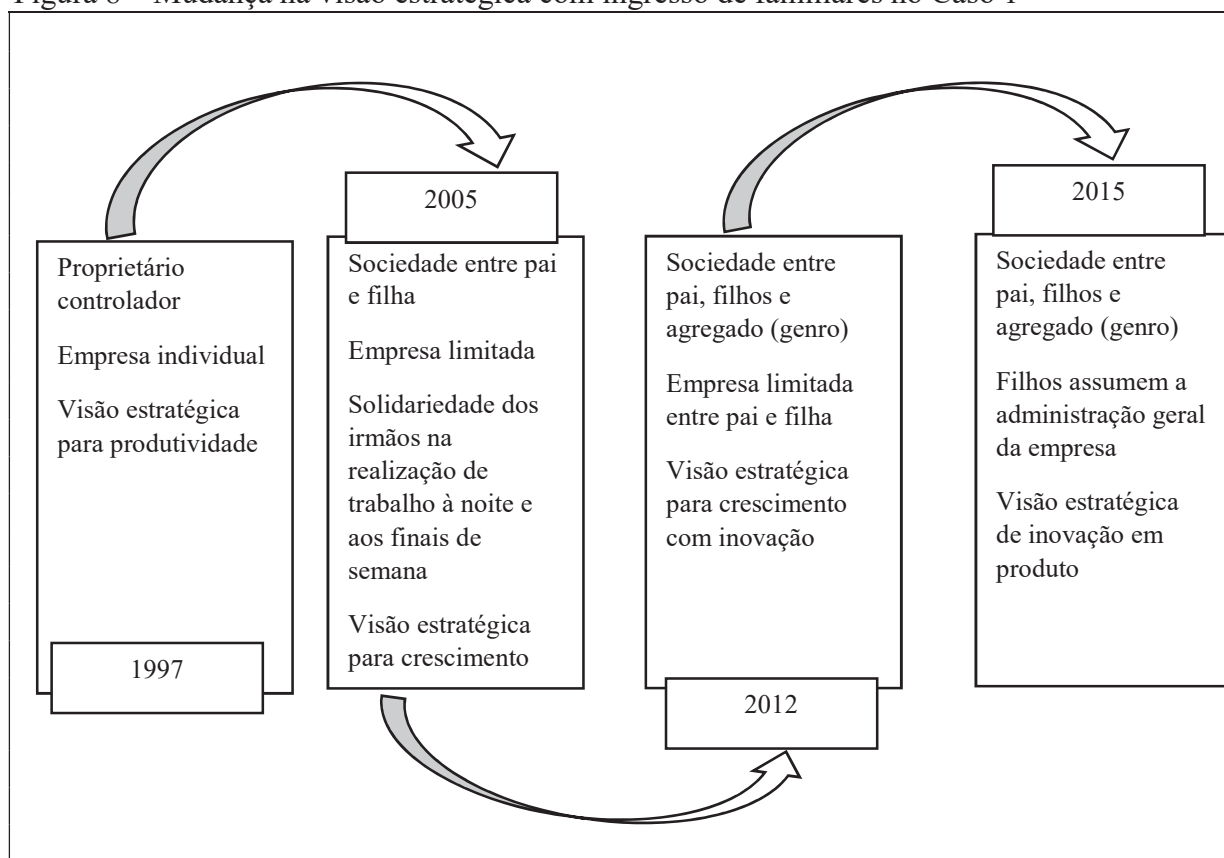 Figura – Mudança na visão estratégica com ingresso de familiares no Caso 1
Proprietário
controlador
Empresa individual
Visão estratégica
para produtividade
1997
2005
Sociedade entre pai
e filha
Empresa limitada
Solidariedade dos
irmãos na
realização de
trabalho à noite e
aos finais de
semana
Visão estratégica
para crescimento
Sociedade entre
pai, filhos e
agregado (genro)
Empresa limitada
entre pai e filha
Visão estratégica
para crescimento
com inovação
2012
2015
Sociedade entre
pai, filhos e
agregado (genro)
Filhos assumem a
administração geral
da empresa
Visão estratégica
de inovação em
produto